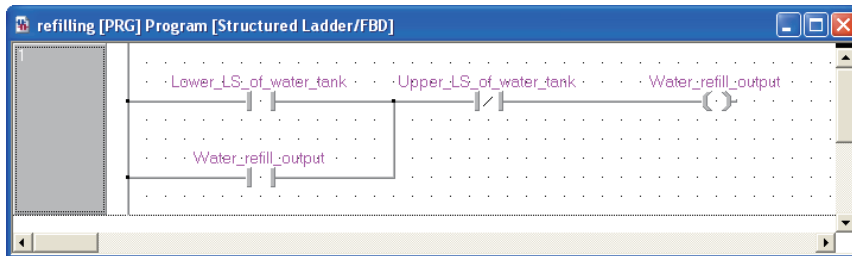 refilling [PRG] Program [Structured Ladder/FBD]
1
Lower_LS_of_water_tank Upper_LS_of_water_tank Water_refill_output
Water_refill_output